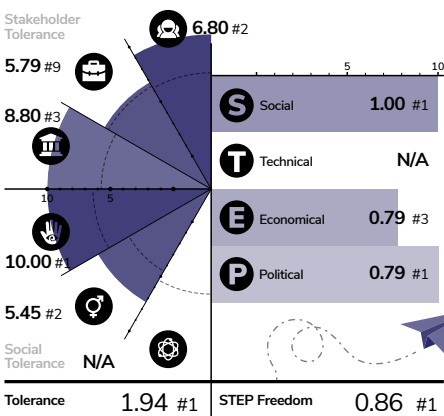 Stakeholder
Tolerance
6.80 #2
5.79 #9
8.80 #3
10 5
10.00 #1
5.45 #2
Social
Tolerance N/A
Tolerance 1.94 #1
5 10
S Social 1.00 #1
T Technical N/A
E Economical 0.79 #3
P Political 0.79 #1
STEP Freedom 0.86 #1